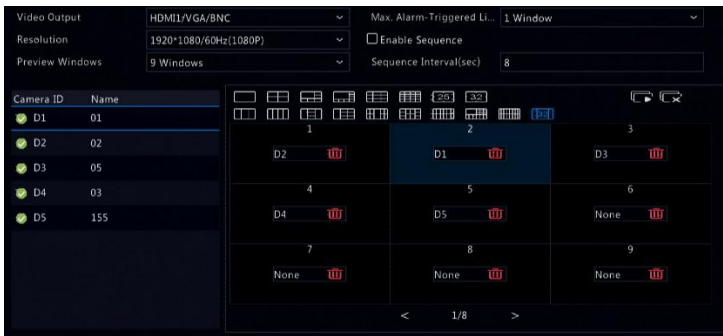 Video Output HDMI1/VGA/BNC Max. Alarm-Triggered Li... 1 Window
Resolution 1920*1080/60Hz(1080P) Enable Sequence
Preview Windows 9 Windows Sequence Interval(sec) 8
Camera ID Name
D1 01
D2 02
D3 05
D4 03
D5 155
25 32
1 2 3
D2 D1 D3
4 5 6
D4 D5 None
7 8 9
None None None
< 1/8 >